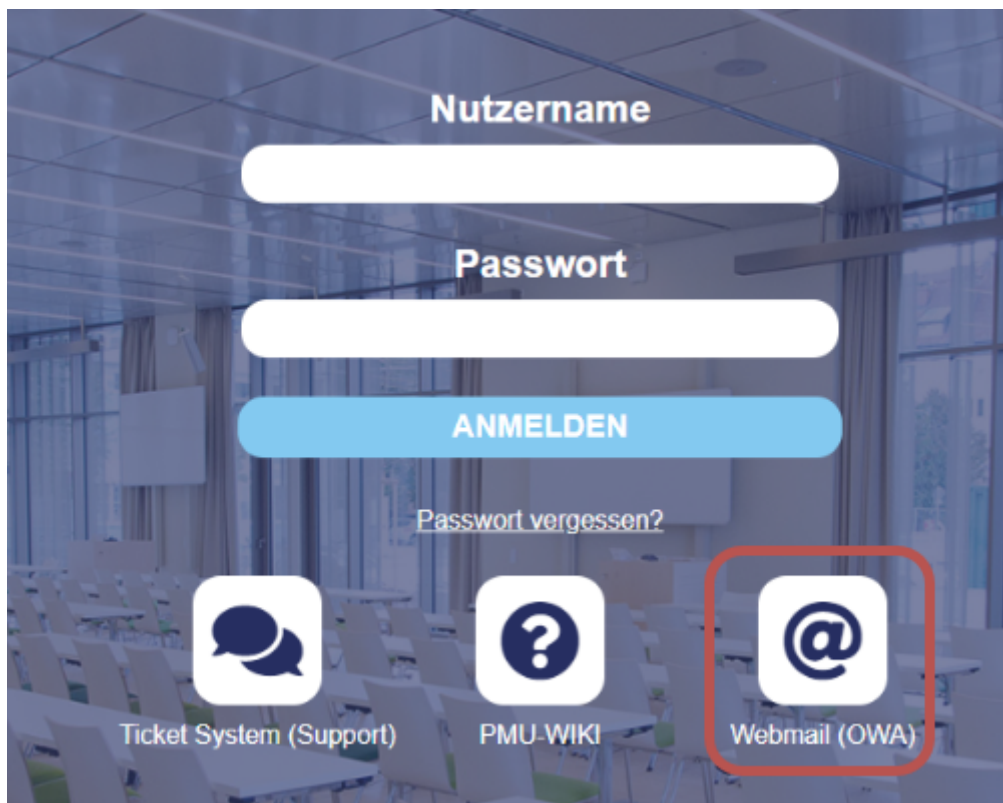 Nutzername
Passwort
ANMELDEN
Passwort vergessen?
@
Ticket System (Support) PMU-WIKI Webmail (OWA)